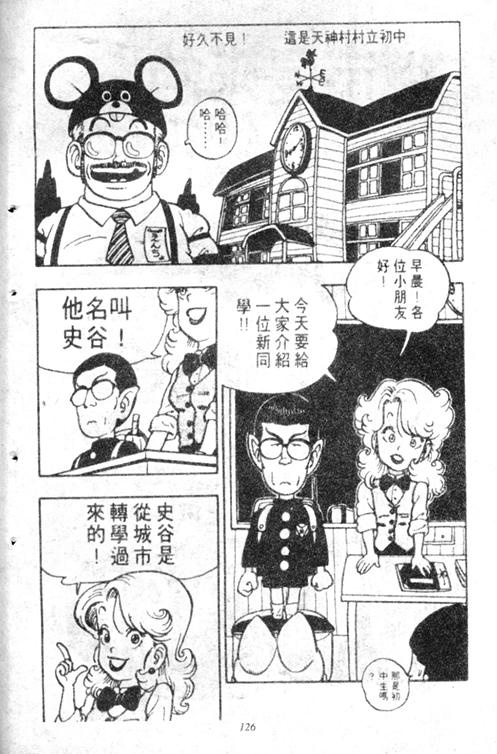 這是天神村村立初中
好久不見！
哈哈！
哈……
早晨！各
位小朋友
好！
今天要給
大家介紹
一位新同
學!!
那是初
中生嗎
？
他名叫
史谷！
史谷是
從城市
轉學過
來的！
126